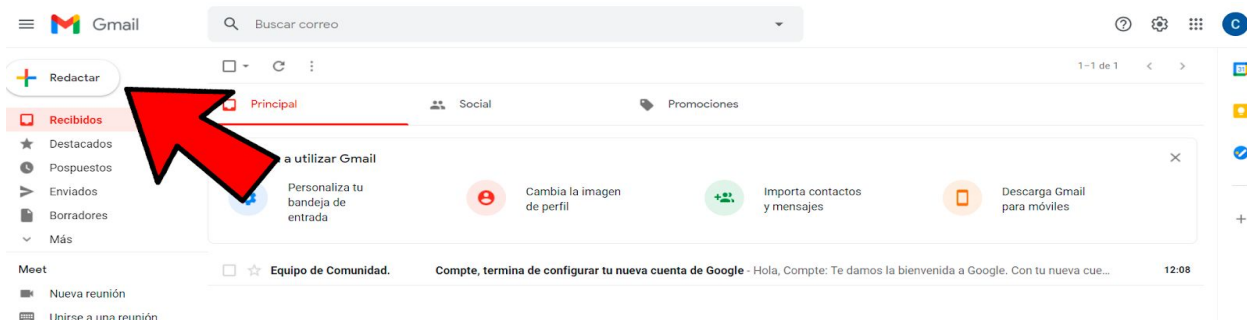 Gmail
Buscar correo
C
Redactar
1–1 de 1
31
Principal
Social
Promociones
Recibidos
Destacados
Pospuestos
Enviados
Borradores
Más
a utilizar Gmail
Personaliza tu
bandeja de
entrada
Cambia la imagen
de perfil
Importa contactos
y mensajes
Descarga Gmail
para móviles
Equipo de Comunidad. Compte, termina de configurar tu nueva cuenta de Google - Hola, Compte: Te damos la bienvenida a Google. Con tu nueva cue... 12:08
Meet
Nueva reunión
Unirse a una reunión